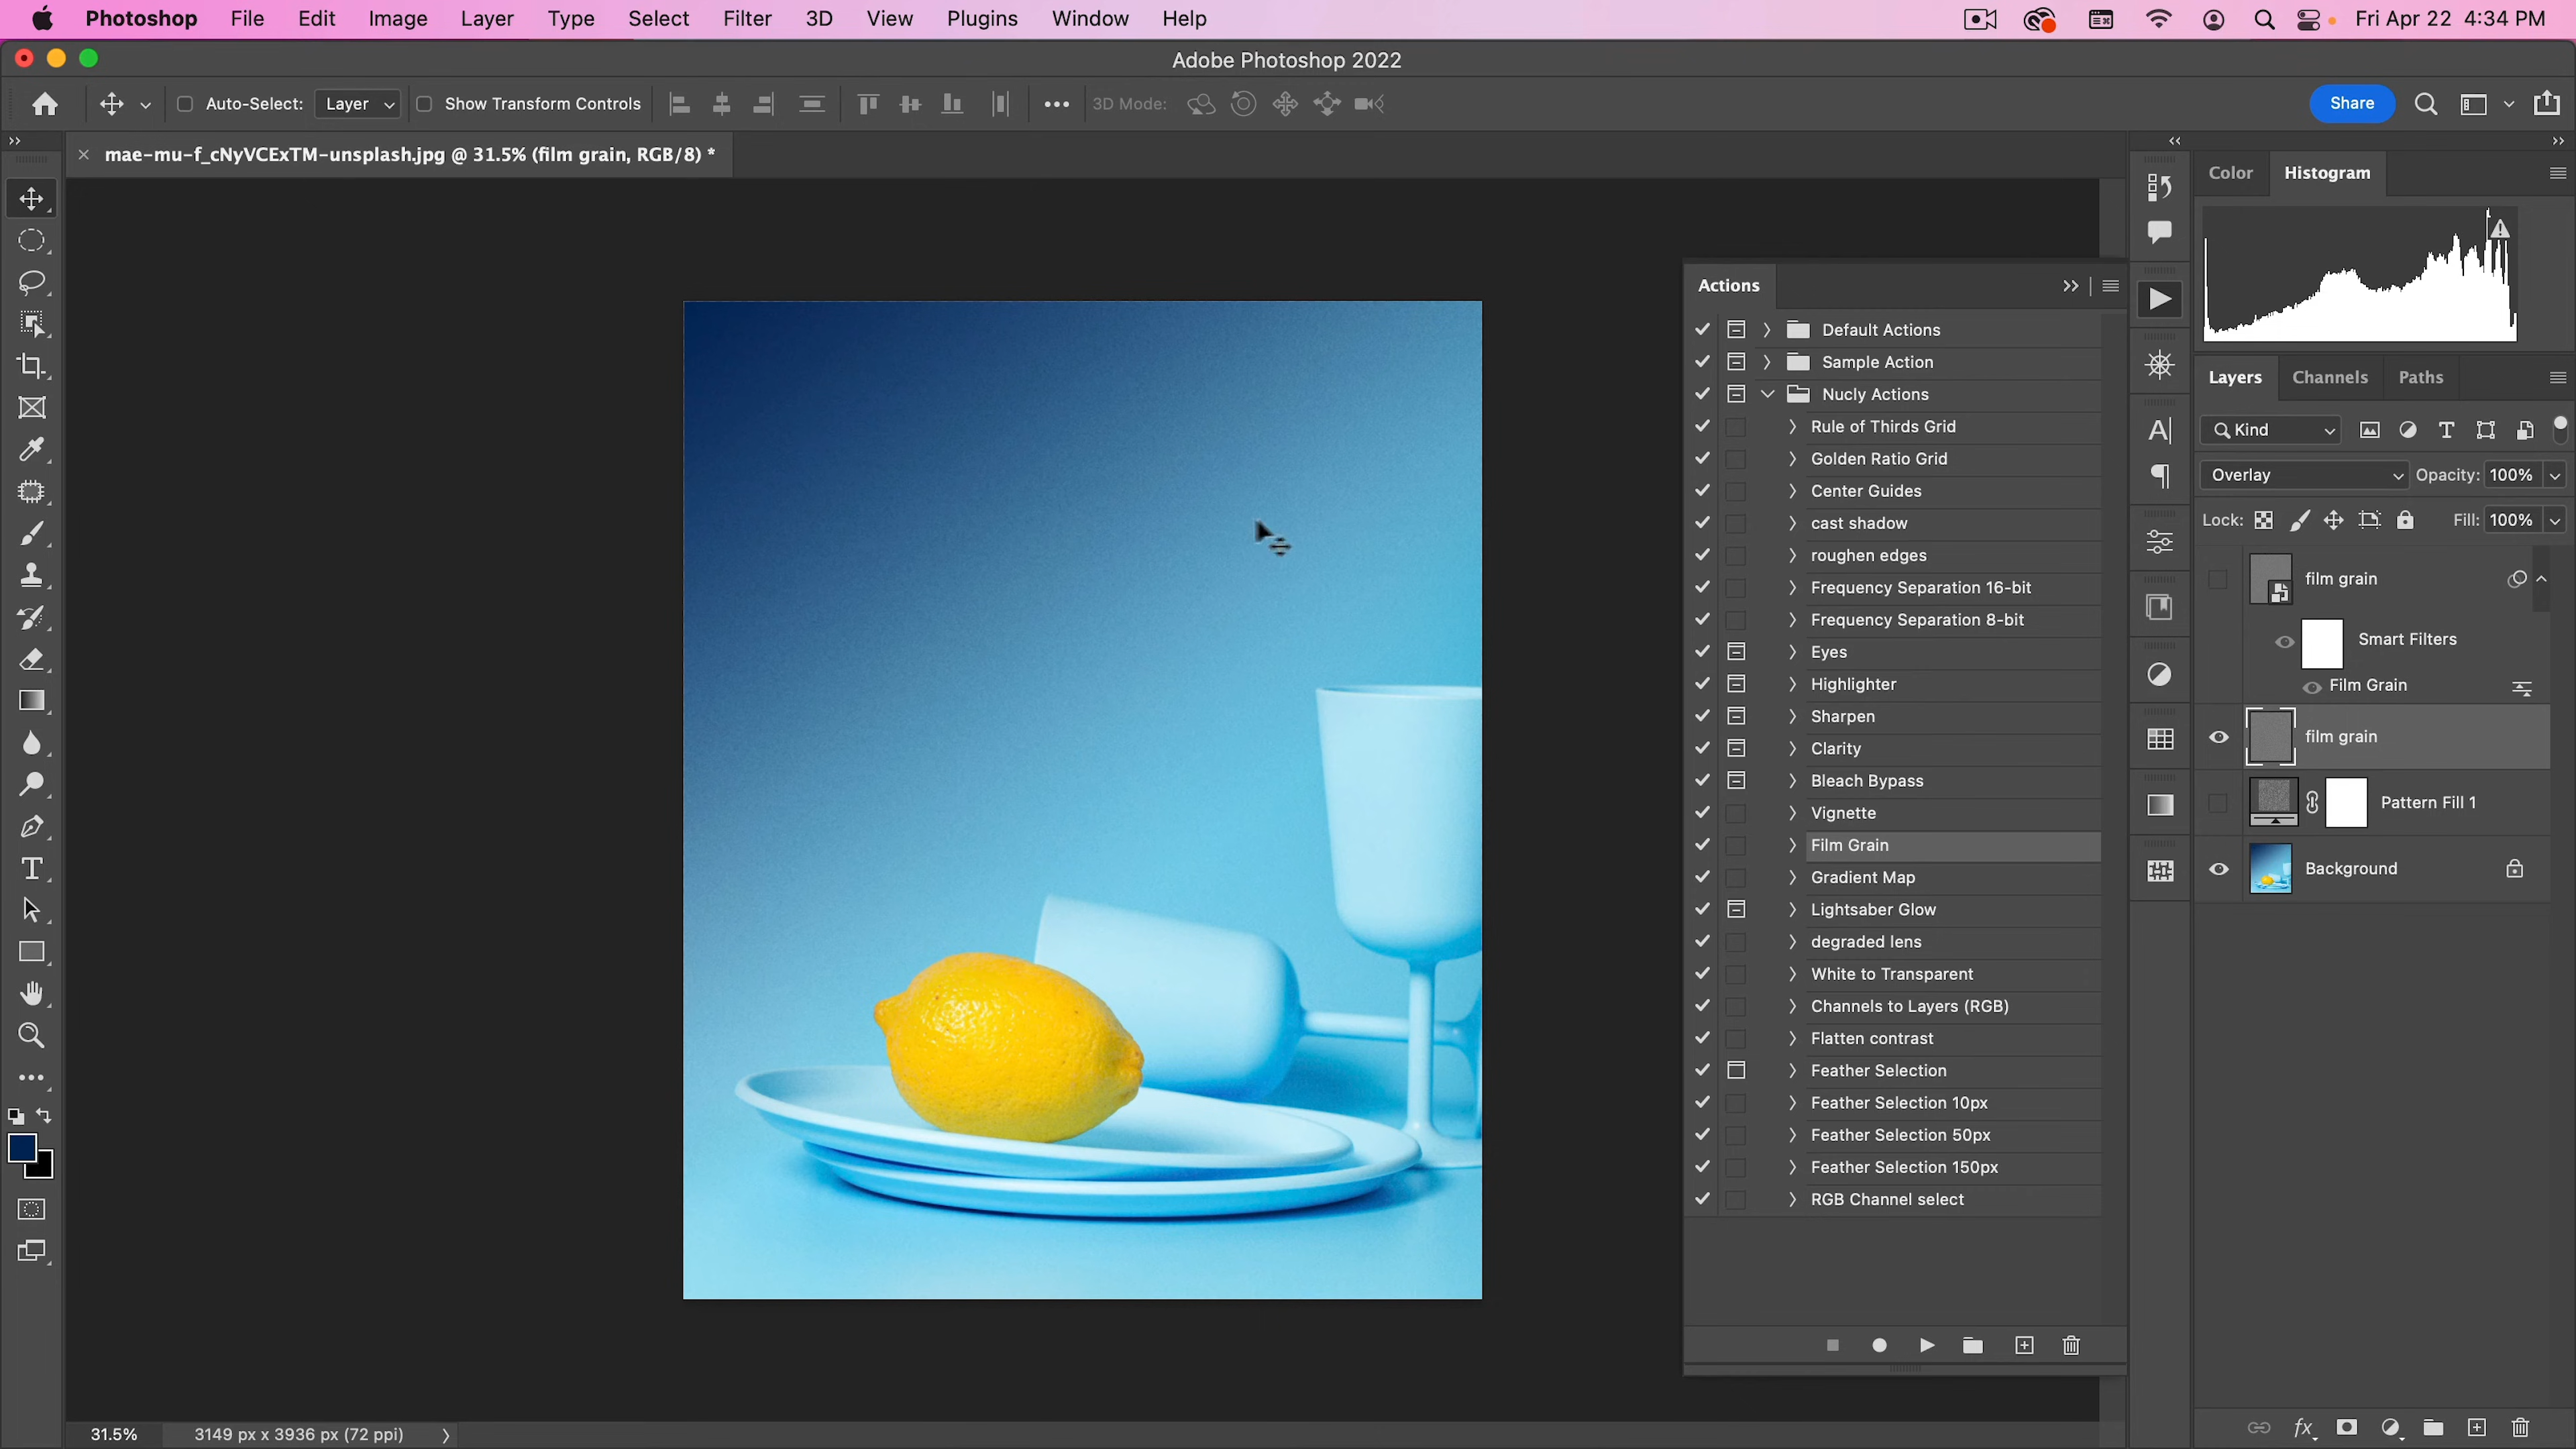 Photoshop File Edit Image Layer Type Select Filter 3D View Plugins Window Help Fri Apr 22 4:34 PM
Adobe Photoshop 2022
Auto-Select: Layer Show Transform Controls 3D Mode: Share
mae-mu-f_cNyVCExTM-unsplash.jpg @ 31.5% (film grain, RGB/8) *
Color Histogram
Actions
Default Actions
Sample Action
Nucly Actions
Rule of Thirds Grid
Golden Ratio Grid
Center Guides
cast shadow
roughen edges
Frequency Separation 16-bit
Frequency Separation 8-bit
Eyes
Highlighter
Sharpen
Clarity
Bleach Bypass
Vignette
Film Grain
Gradient Map
Lightsaber Glow
degraded lens
White to Transparent
Channels to Layers (RGB)
Flatten contrast
Feather Selection
Feather Selection 10px
Feather Selection 50px
Feather Selection 150px
RGB Channel select
Layers Channels Paths
Kind
Overlay Opacity: 100%
Lock: Fill: 100%
film grain
Smart Filters
Film Grain
film grain
Pattern Fill 1
Background
31.5% 3149 px x 3936 px (72 ppi)